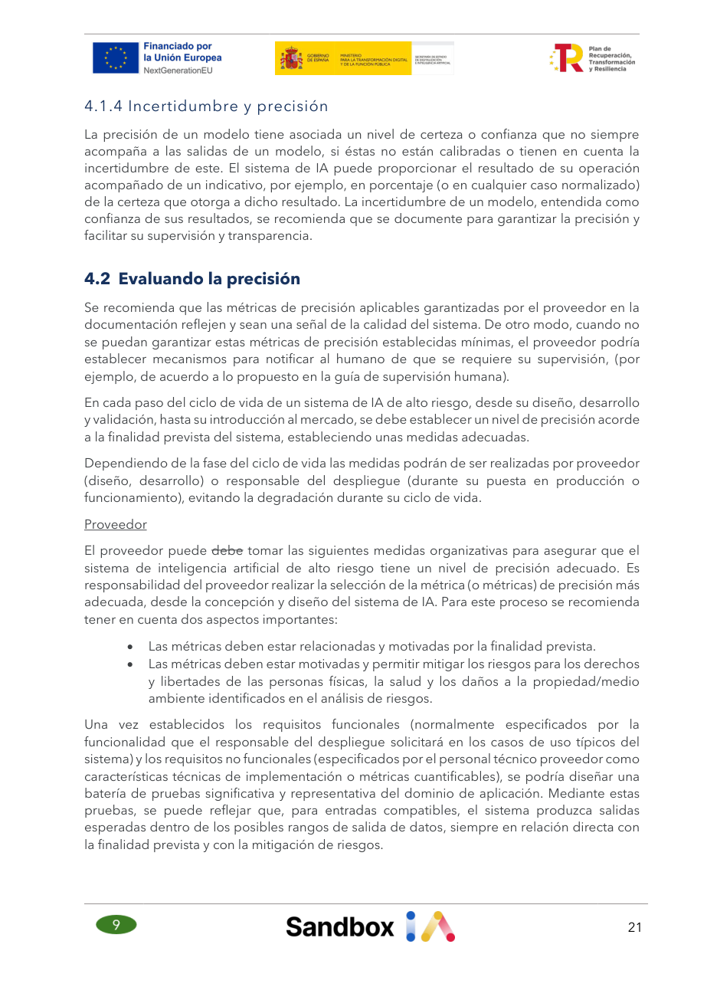 Financiado por
la Unión Europea
NextGenerationEU
GOBIERNO
DE ESPAÑA
MINISTERIO
PARA LA TRANSFORMACIÓN DIGITAL
Y DE LA FUNCIÓN PÚBLICA
SECRETARÍA DE ESTADO
DE DIGITALIZACIÓN
E INTELIGENCIA ARTIFICIAL
Plan de
Recuperación,
Transformación
y Resiliencia
4.1.4 Incertidumbre y precisión
La precisión de un modelo tiene asociada un nivel de certeza o confianza que no siempre
acompaña a las salidas de un modelo, si éstas no están calibradas o tienen en cuenta la
incertidumbre de este. El sistema de IA puede proporcionar el resultado de su operación
acompañado de un indicativo, por ejemplo, en porcentaje (o en cualquier caso normalizado)
de la certeza que otorga a dicho resultado. La incertidumbre de un modelo, entendida como
confianza de sus resultados, se recomienda que se documente para garantizar la precisión y
facilitar su supervisión y transparencia.
4.2 Evaluando la precisión
Se recomienda que las métricas de precisión aplicables garantizadas por el proveedor en la
documentación reflejen y sean una señal de la calidad del sistema. De otro modo, cuando no
se puedan garantizar estas métricas de precisión establecidas mínimas, el proveedor podría
establecer mecanismos para notificar al humano de que se requiere su supervisión, (por
ejemplo, de acuerdo a lo propuesto en la guía de supervisión humana).
En cada paso del ciclo de vida de un sistema de IA de alto riesgo, desde su diseño, desarrollo
y validación, hasta su introducción al mercado, se debe establecer un nivel de precisión acorde
a la finalidad prevista del sistema, estableciendo unas medidas adecuadas.
Dependiendo de la fase del ciclo de vida las medidas podrán de ser realizadas por proveedor
(diseño, desarrollo) o responsable del despliegue (durante su puesta en producción o
funcionamiento), evitando la degradación durante su ciclo de vida.
Proveedor
El proveedor puede debe tomar las siguientes medidas organizativas para asegurar que el
sistema de inteligencia artificial de alto riesgo tiene un nivel de precisión adecuado. Es
responsabilidad del proveedor realizar la selección de la métrica (o métricas) de precisión más
adecuada, desde la concepción y diseño del sistema de IA. Para este proceso se recomienda
tener en cuenta dos aspectos importantes:
• Las métricas deben estar relacionadas y motivadas por la finalidad prevista.
• Las métricas deben estar motivadas y permitir mitigar los riesgos para los derechos
y libertades de las personas físicas, la salud y los daños a la propiedad/medio
ambiente identificados en el análisis de riesgos.
Una vez establecidos los requisitos funcionales (normalmente especificados por la
funcionalidad que el responsable del despliegue solicitará en los casos de uso típicos del
sistema) y los requisitos no funcionales (especificados por el personal técnico proveedor como
características técnicas de implementación o métricas cuantificables), se podría diseñar una
batería de pruebas significativa y representativa del dominio de aplicación. Mediante estas
pruebas, se puede reflejar que, para entradas compatibles, el sistema produzca salidas
esperadas dentro de los posibles rangos de salida de datos, siempre en relación directa con
la finalidad prevista y con la mitigación de riesgos.
9
Sandbox
21